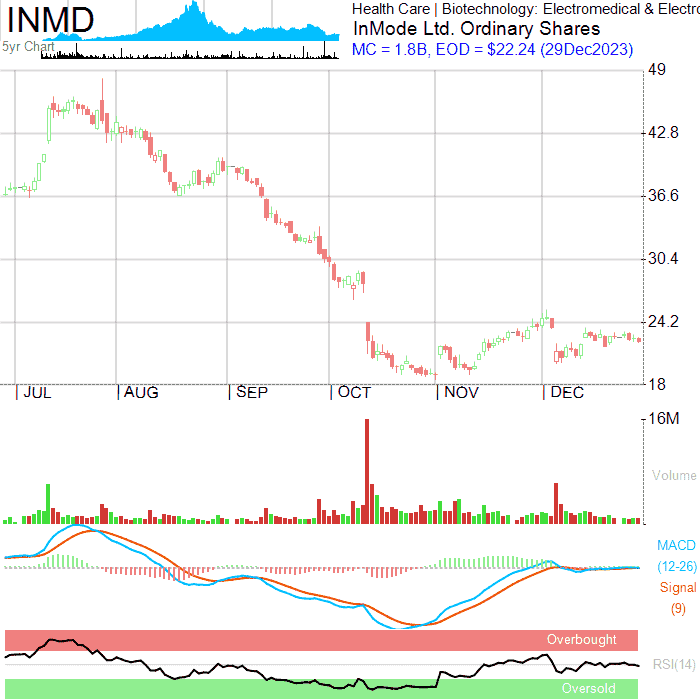 INMD
5yr Chart
Health Care | Biotechnology: Electromedical & Electro
InMode Ltd. Ordinary Shares
MC = 1.8B, EOD = $22.24 (29Dec2023)
49
42.8
36.6
30.4
24.2
18
JUL AUG SEP OCT NOV DEC
16M
Volume
MACD
(12-26)
Signal
(9)
Overbought
RSI(14)
Oversold